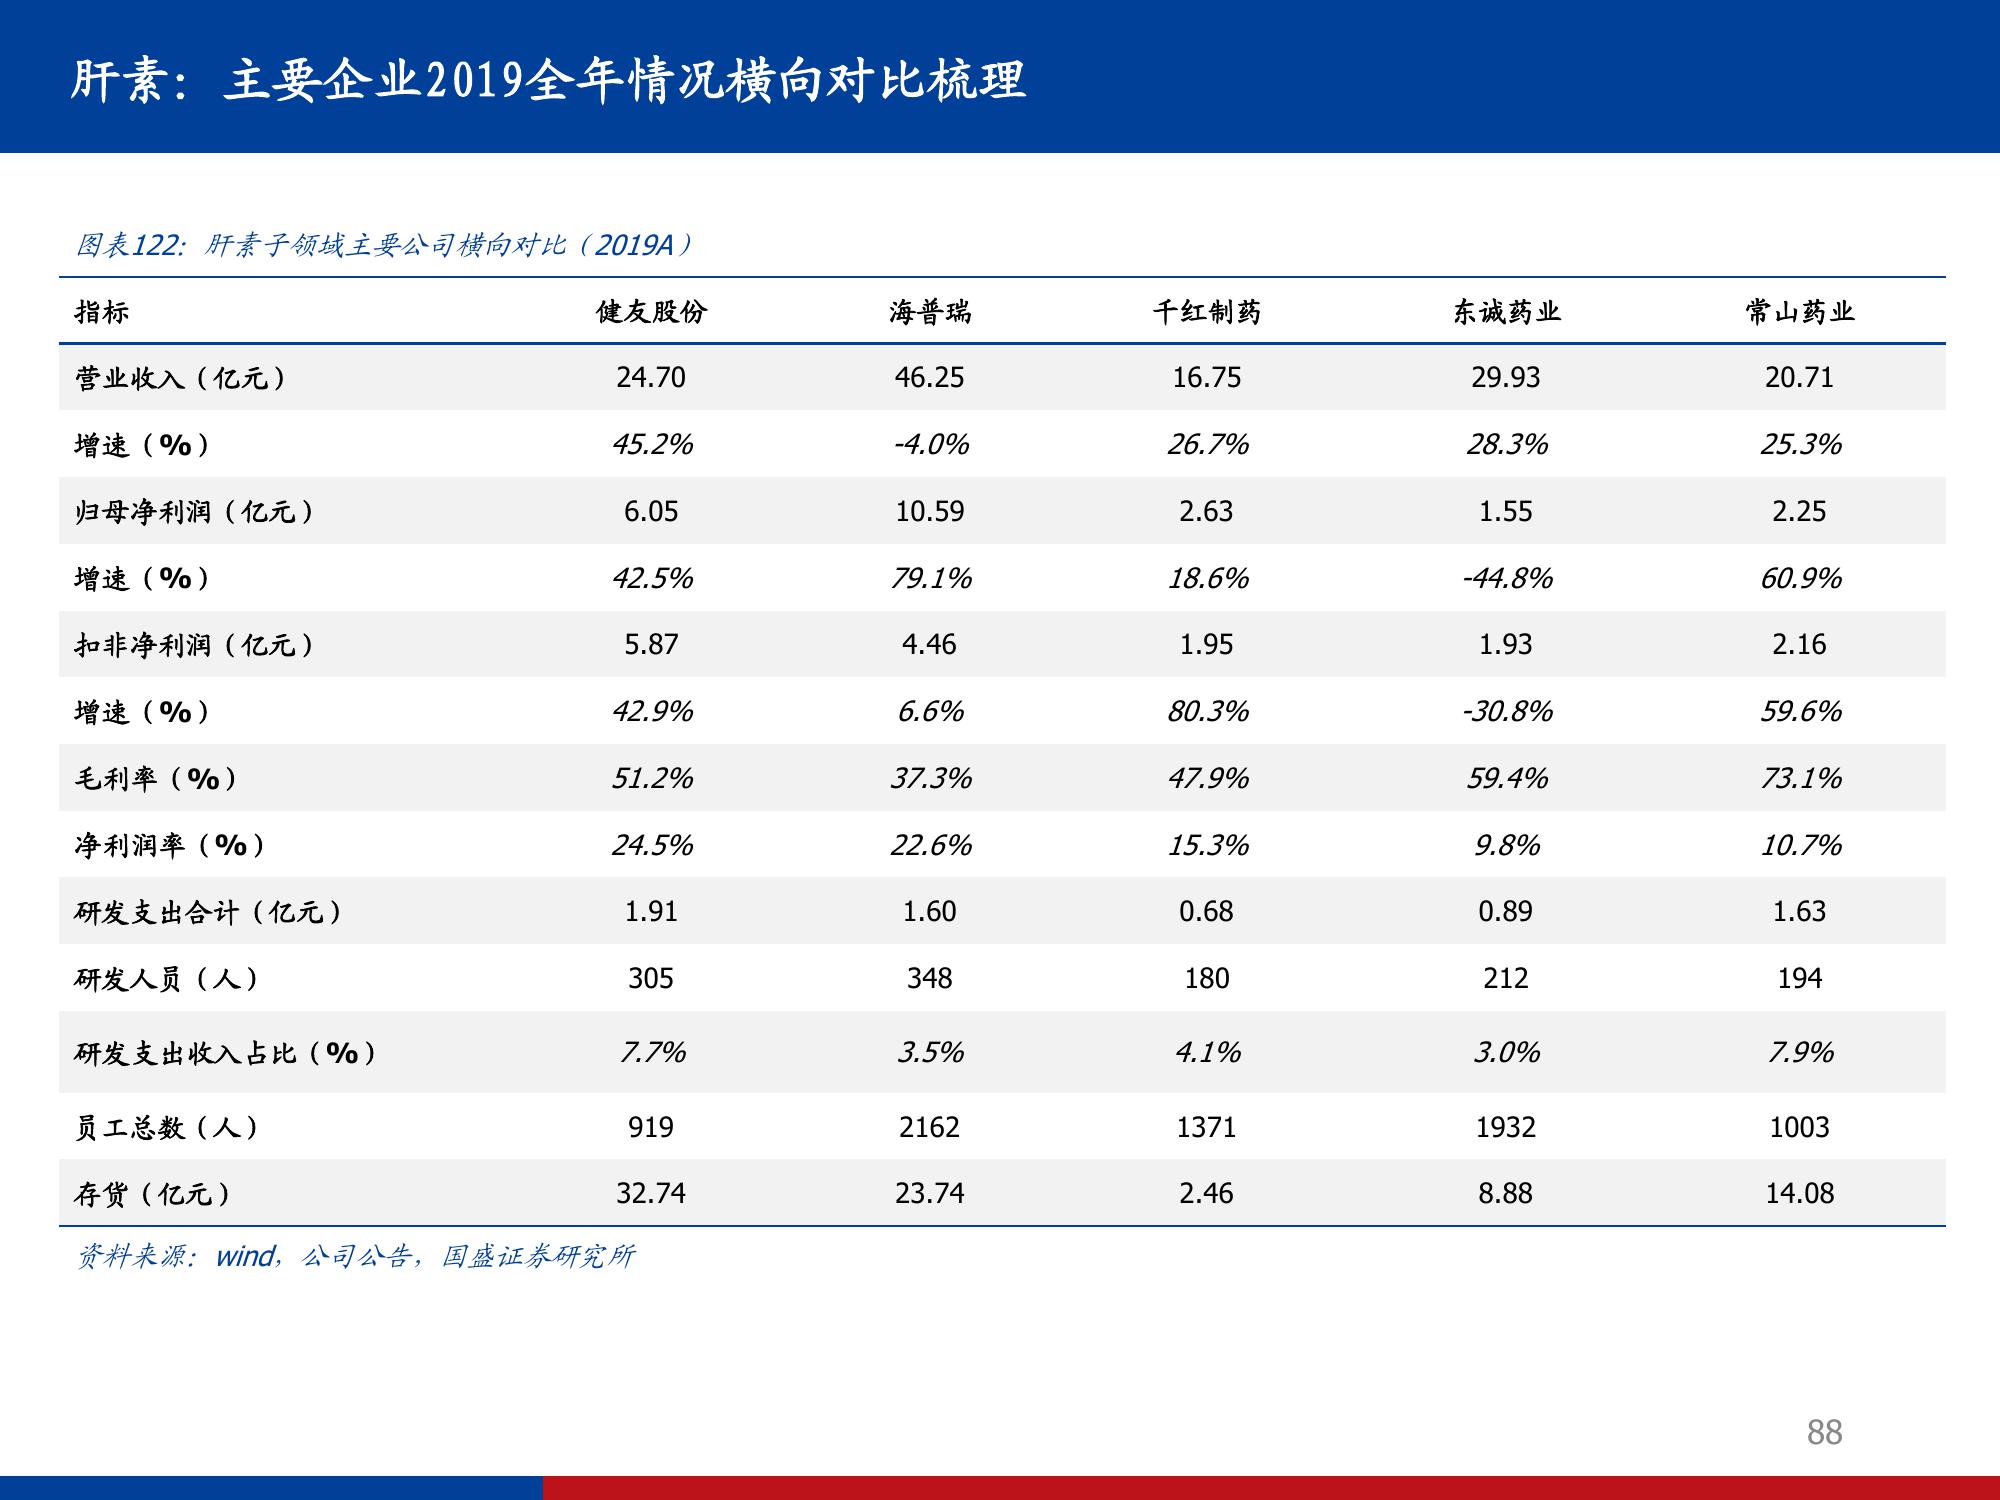 肝素：主要企业2019全年情况横向对比梳理
图表122：肝素子领域主要公司横向对比（2019A）
指标 健友股份 海普瑞 千红制药 东诚药业 常山药业
营业收入（亿元） 24.70 46.25 16.75 29.93 20.71
增速（%） 45.2% -4.0% 26.7% 28.3% 25.3%
归母净利润（亿元） 6.05 10.59 2.63 1.55 2.25
增速（%） 42.5% 79.1% 18.6% -44.8% 60.9%
扣非净利润（亿元） 5.87 4.46 1.95 1.93 2.16
增速（%） 42.9% 6.6% 80.3% -30.8% 59.6%
毛利率（%） 51.2% 37.3% 47.9% 59.4% 73.1%
净利润率（%） 24.5% 22.6% 15.3% 9.8% 10.7%
研发支出合计（亿元） 1.91 1.60 0.68 0.89 1.63
研发人员（人） 305 348 180 212 194
研发支出收入占比（%） 7.7% 3.5% 4.1% 3.0% 7.9%
员工总数（人） 919 2162 1371 1932 1003
存货（亿元） 32.74 23.74 2.46 8.88 14.08
资料来源：wind，公司公告，国盛证券研究所
88